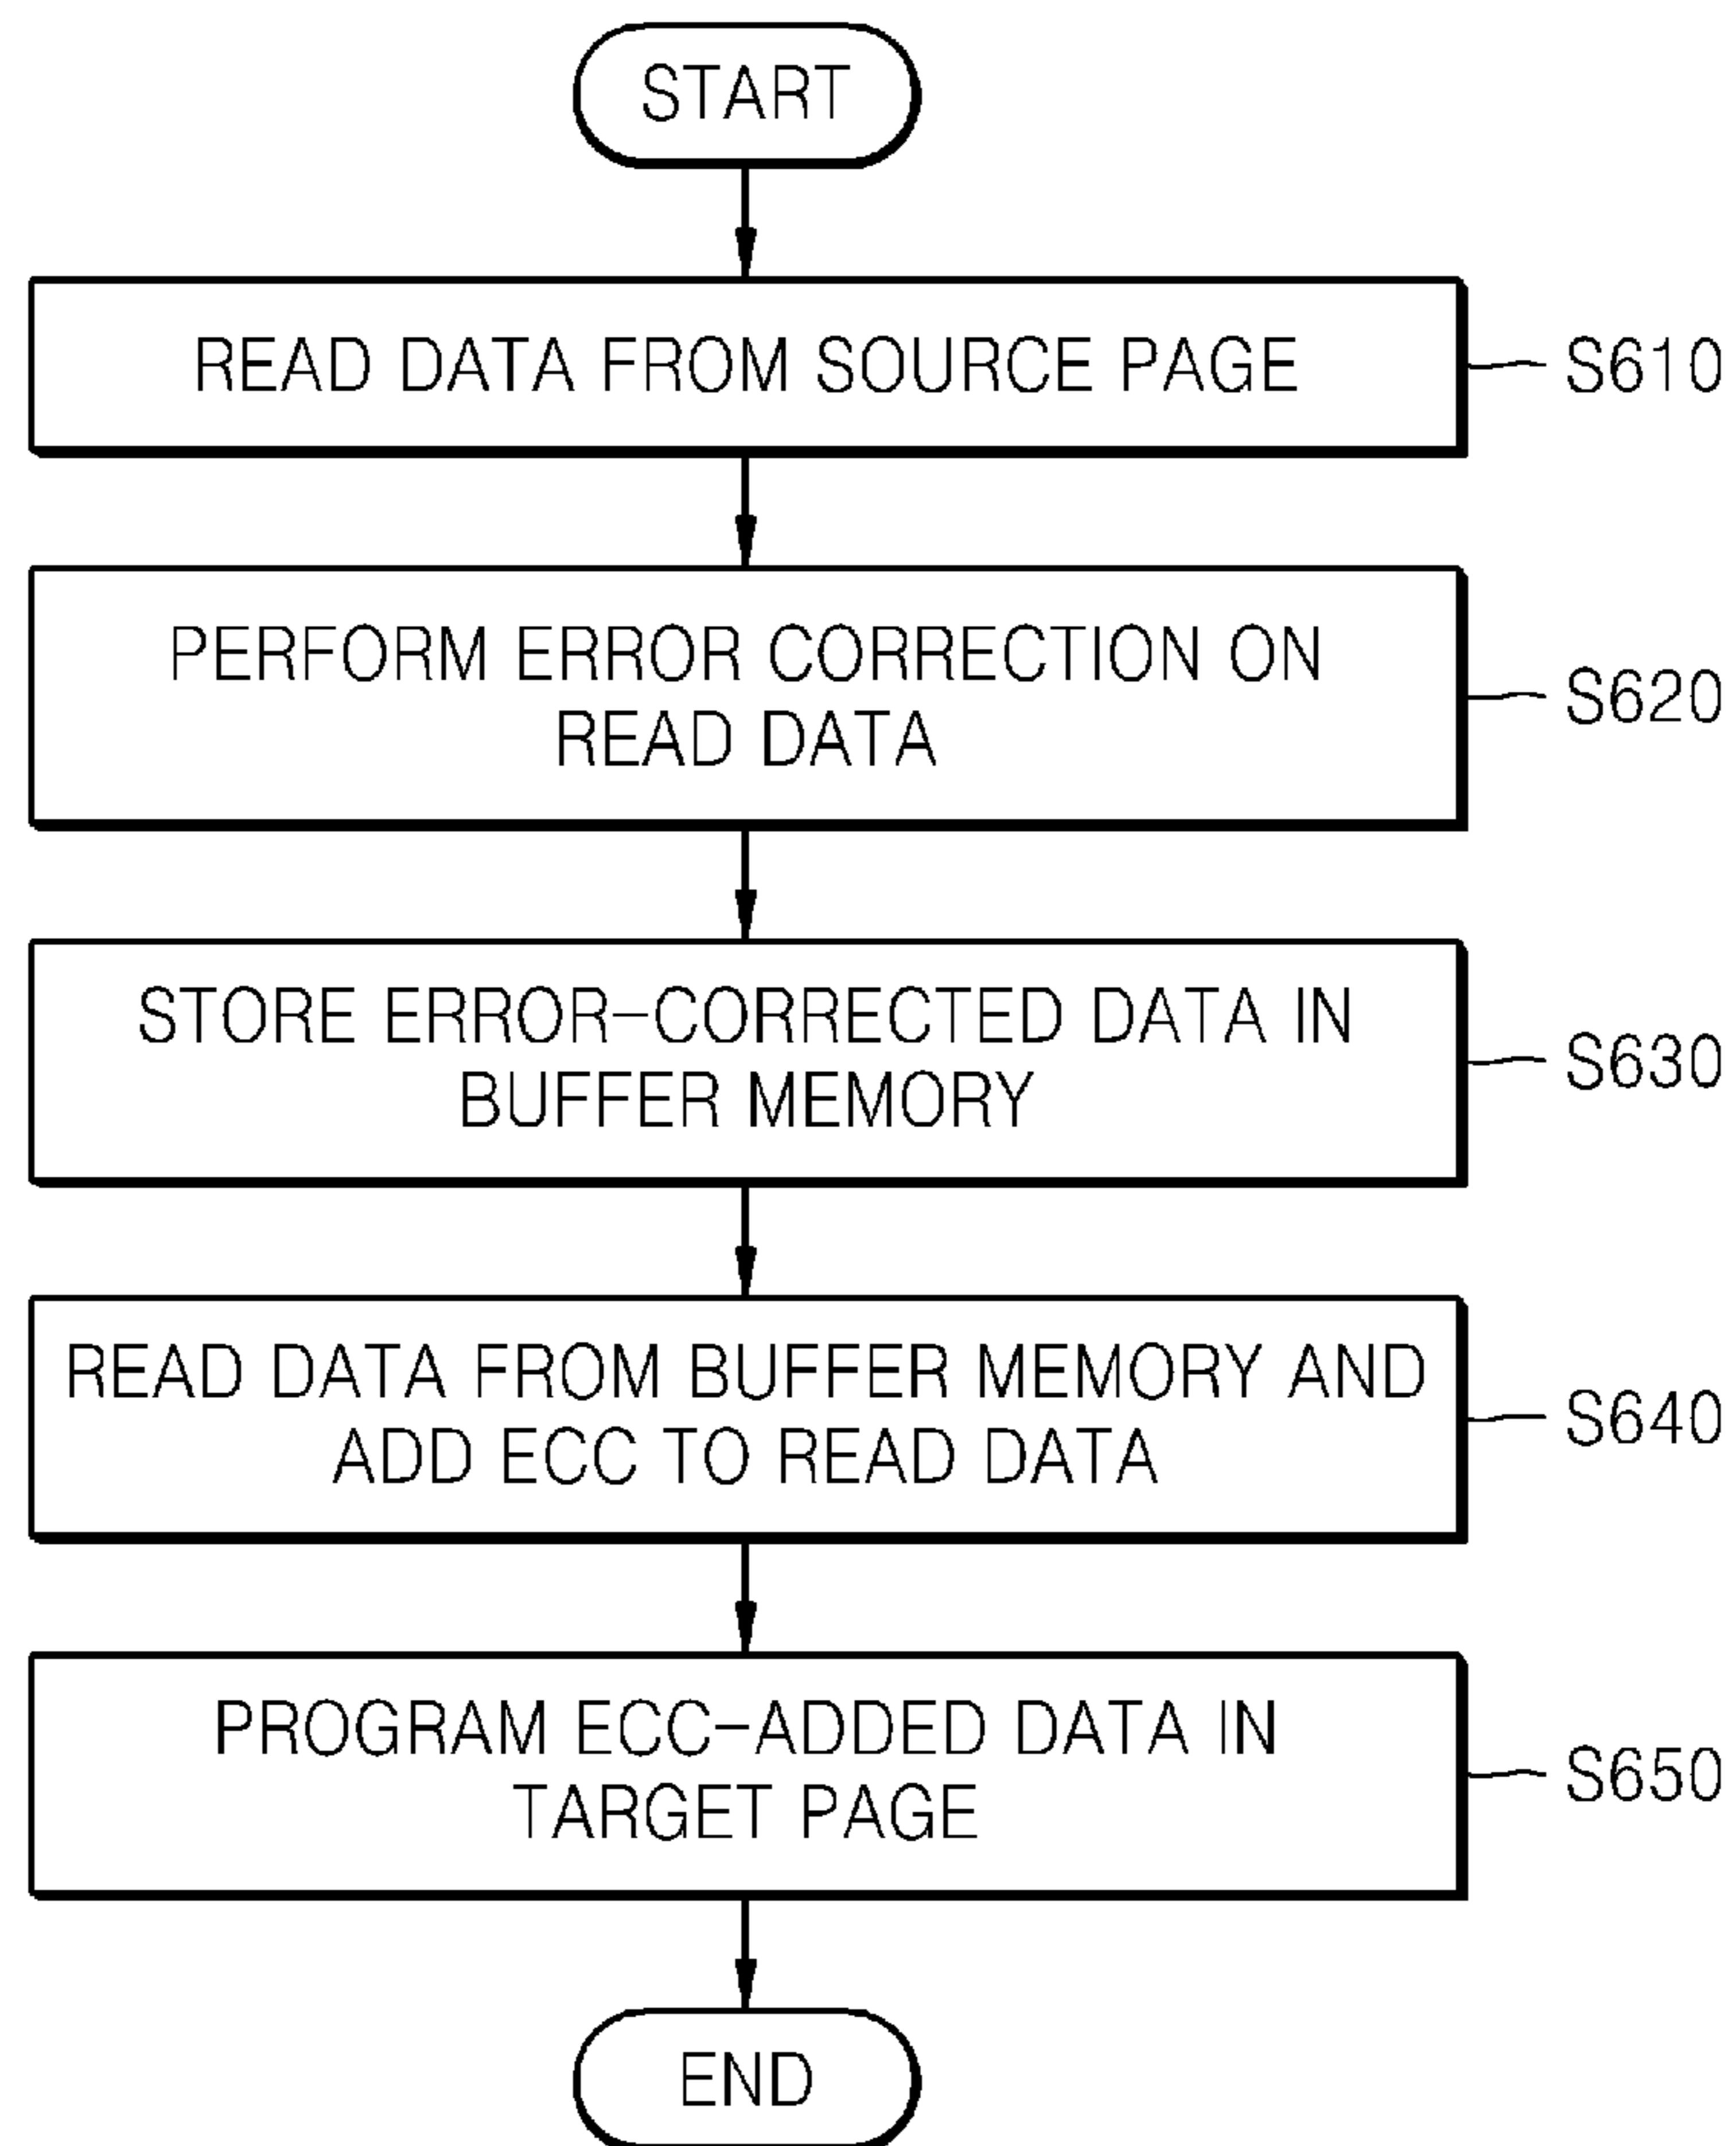 START
READ DATA FROM SOURCE PAGE
S610
PERFORM ERROR CORRECTION ON
READ DATA
S620
STORE ERROR-CORRECTED DATA IN
BUFFER MEMORY
S630
READ DATA FROM BUFFER MEMORY AND
ADD ECC TO READ DATA
S640
PROGRAM ECC-ADDED DATA IN
TARGET PAGE
S650
END